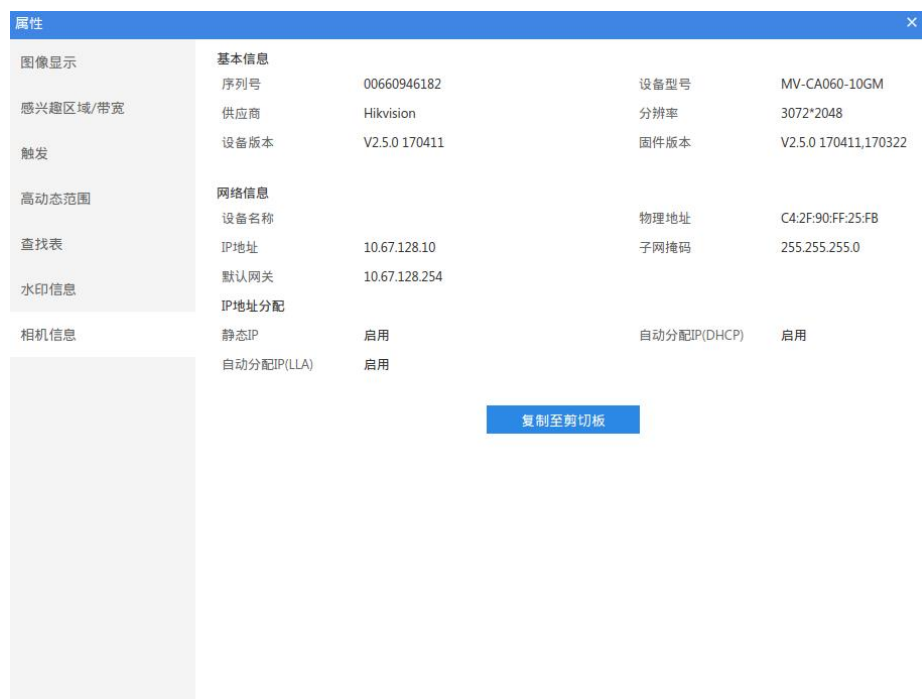 属性 ×
图像显示
感兴趣区域/带宽
触发
高动态范围
查找表
水印信息
相机信息
基本信息
序列号 00660946182 设备型号 MV-CA060-10GM
供应商 Hikvision 分辨率 3072*2048
设备版本 V2.5.0 170411 固件版本 V2.5.0 170411,170322
网络信息
设备名称 物理地址 C4:2F:90:FF:25:FB
IP地址 10.67.128.10 子网掩码 255.255.255.0
默认网关 10.67.128.254
IP地址分配
静态IP 启用 自动分配IP(DHCP) 启用
自动分配IP(LLA) 启用
复制至剪切板